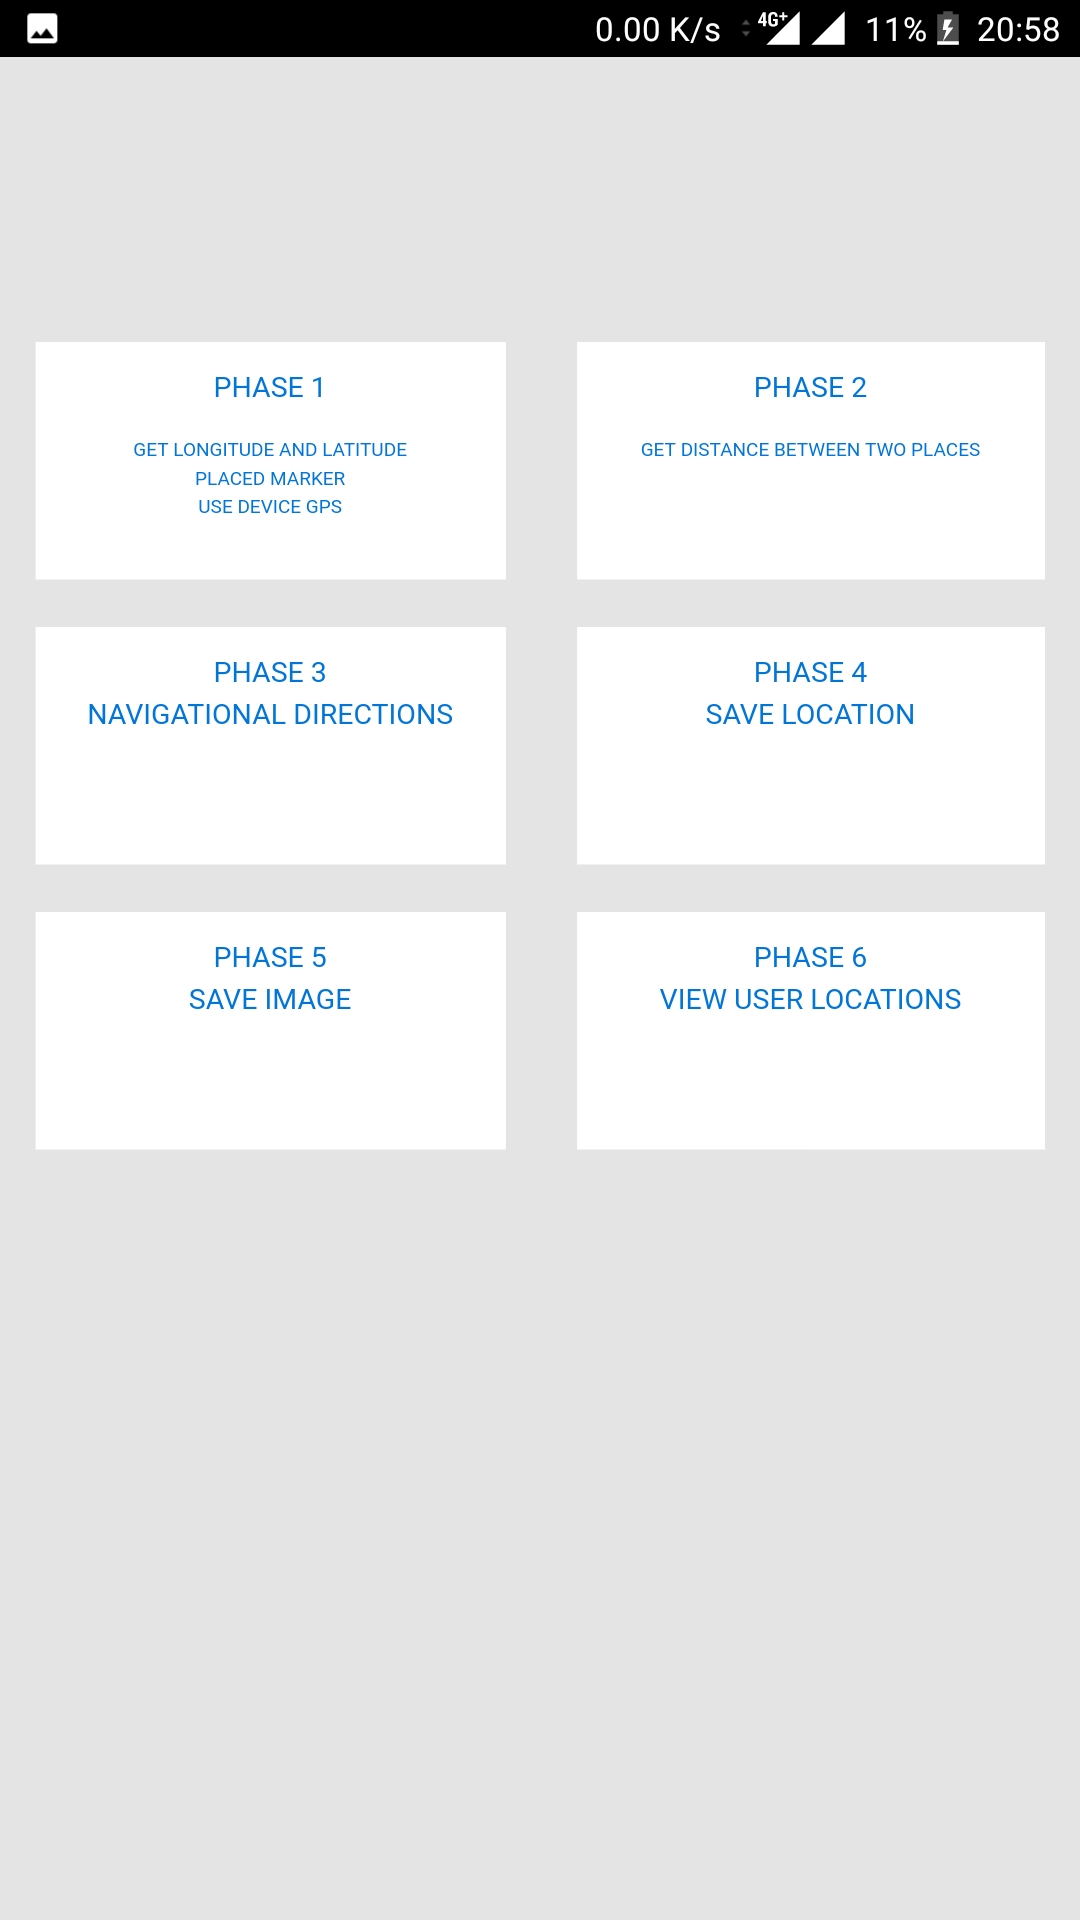 0.00 K/s 4G+ 11% 20:58
PHASE 1
GET LONGITUDE AND LATITUDE
PLACED MARKER
USE DEVICE GPS
PHASE 2
GET DISTANCE BETWEEN TWO PLACES
PHASE 3
NAVIGATIONAL DIRECTIONS
PHASE 4
SAVE LOCATION
PHASE 5
SAVE IMAGE
PHASE 6
VIEW USER LOCATIONS